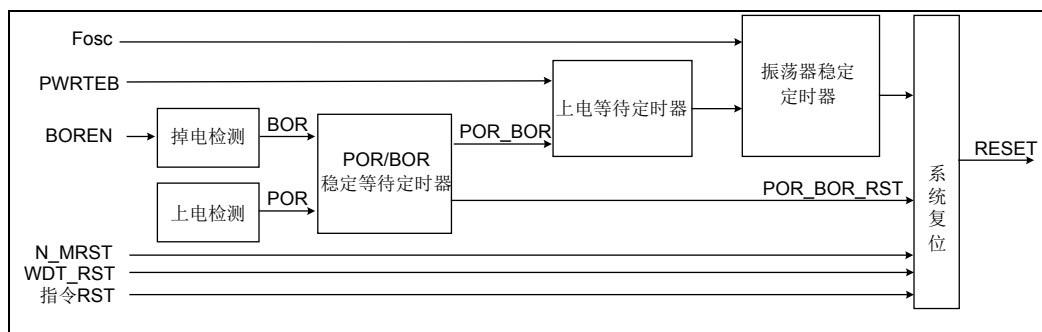 Fosc
PWRTEB
BOREN
掉电检测
BOR
上电检测
POR
POR/BOR
稳定等待定时器
POR_BOR
上电等待定时器
振荡器稳定
定时器
POR_BOR_RST
N_MRST
WDT_RST
指令RST
系统复位
RESET